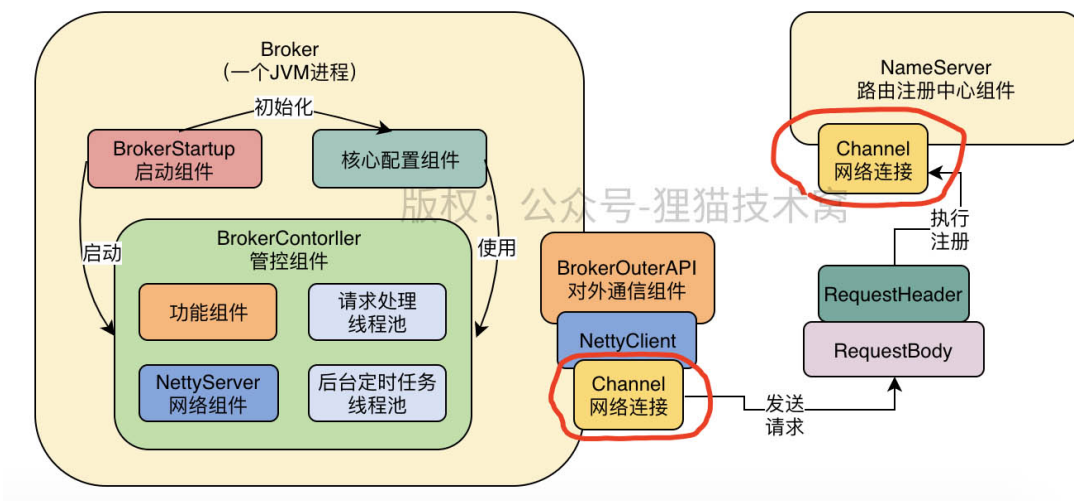 Broker
(一个JVM进程)
初始化
BrokerStartup
启动组件
核心配置组件
启动
使用
BrokerContorller
管控组件
功能组件
请求处理
线程池
NettyServer
网络组件
后台定时任务
线程池
BrokerOuterAPI
对外通信组件
NettyClient
Channel
网络连接
发送
请求
NameServer
路由注册中心组件
Channel
网络连接
执行
注册
RequestHeader
RequestBody
版权：公众号-狸猫技术窝